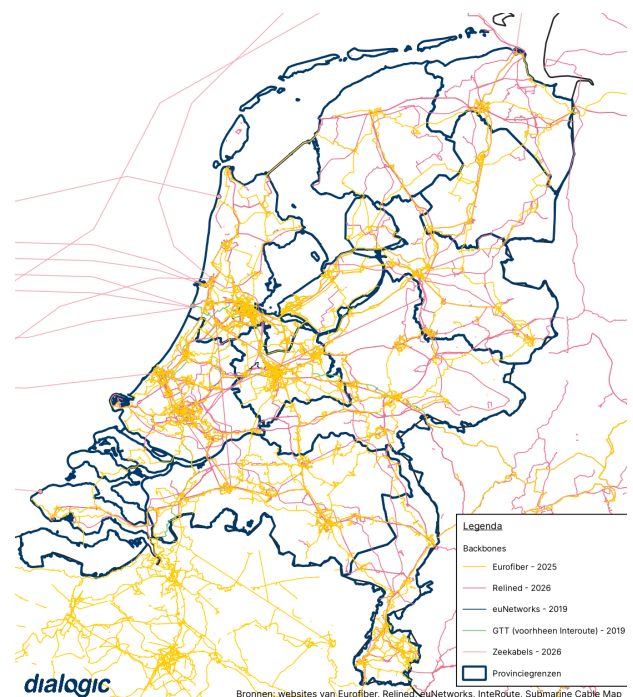 Legenda
Backbones
Eurofiber - 2025
Relined - 2026
euNetworks - 2019
GTT (voorhheen Interoute) - 2019
Zeekabels - 2026
Provinciegrenzen
dialogic
Bronnen: websites van Eurofiber, Relined, euNetworks, InteRoute, Submarine Cable Map